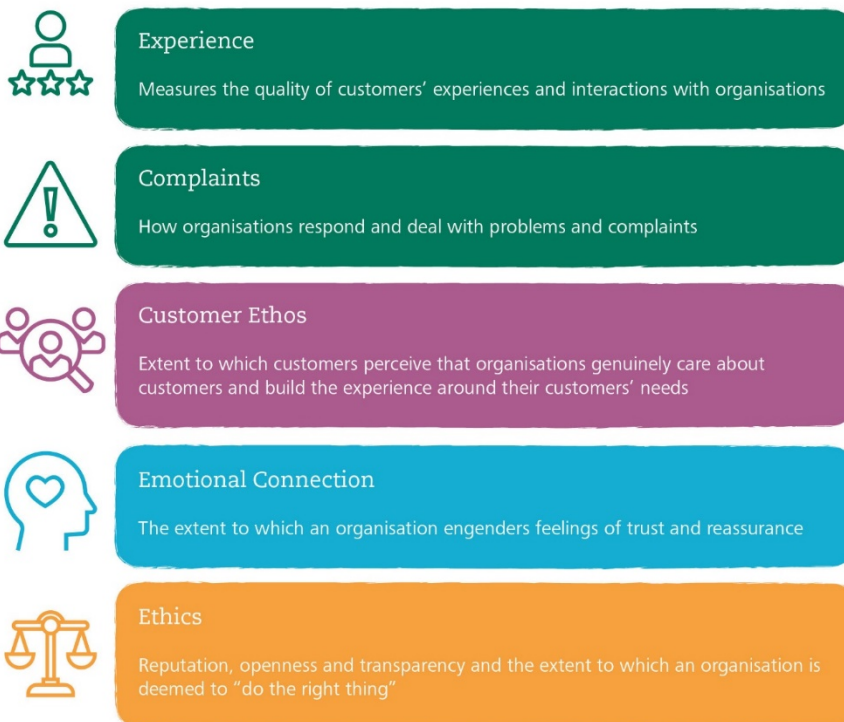 Experience
Measures the quality of customers’ experiences and interactions with organisations
Complaints
How organisations respond and deal with problems and complaints
Customer Ethos
Extent to which customers perceive that organisations genuinely care about
customers and build the experience around their customers’ needs
Emotional Connection
The extent to which an organisation engenders feelings of trust and reassurance
Ethics
Reputation, openness and transparency and the extent to which an organisation is
deemed to “do the right thing”